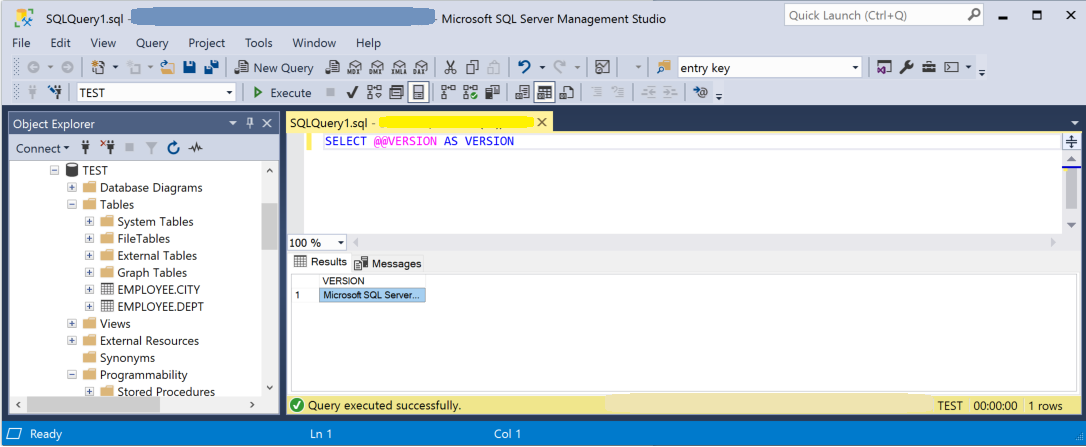 SQLQuery1.sql -
- Microsoft SQL Server Management Studio
Quick Launch (Ctrl+Q)
File Edit View Query Project Tools Window Help
New Query MDX DMX XMLA DAX entry key
TEST Execute
Object Explorer
Connect
TEST
Database Diagrams
Tables
System Tables
FileTables
External Tables
Graph Tables
EMPLOYEE.CITY
EMPLOYEE.DEPT
Views
External Resources
Synonyms
Programmability
Stored Procedures
SQLQuery1.sql -
SELECT @@VERSION AS VERSION
100 %
Results Messages
VERSION
1 Microsoft SQL Server...
Query executed successfully. TEST 00:00:00 1 rows
Ready Ln 1 Col 1